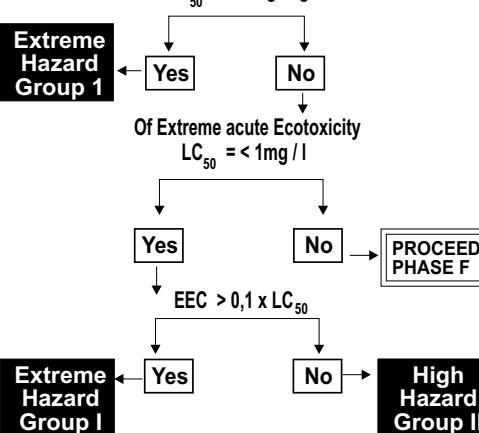 50
Extreme
Hazard
Group 1
Yes
No
Of Extreme acute Ecotoxicity
LC50 = < 1mg / l
Yes
No
PROCEED
PHASE F
EEC > 0,1 x LC50
Extreme
Hazard
Group I
Yes
No
High
Hazard
Group II